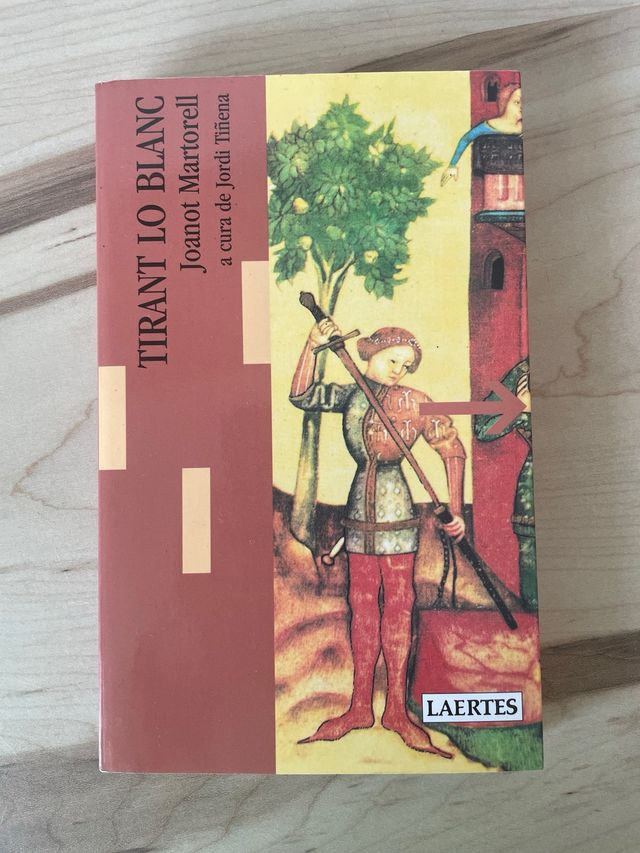 TIRANT LO BLANC
Joanot Martorell
a cura de Jordi Tiñena
LAERTES